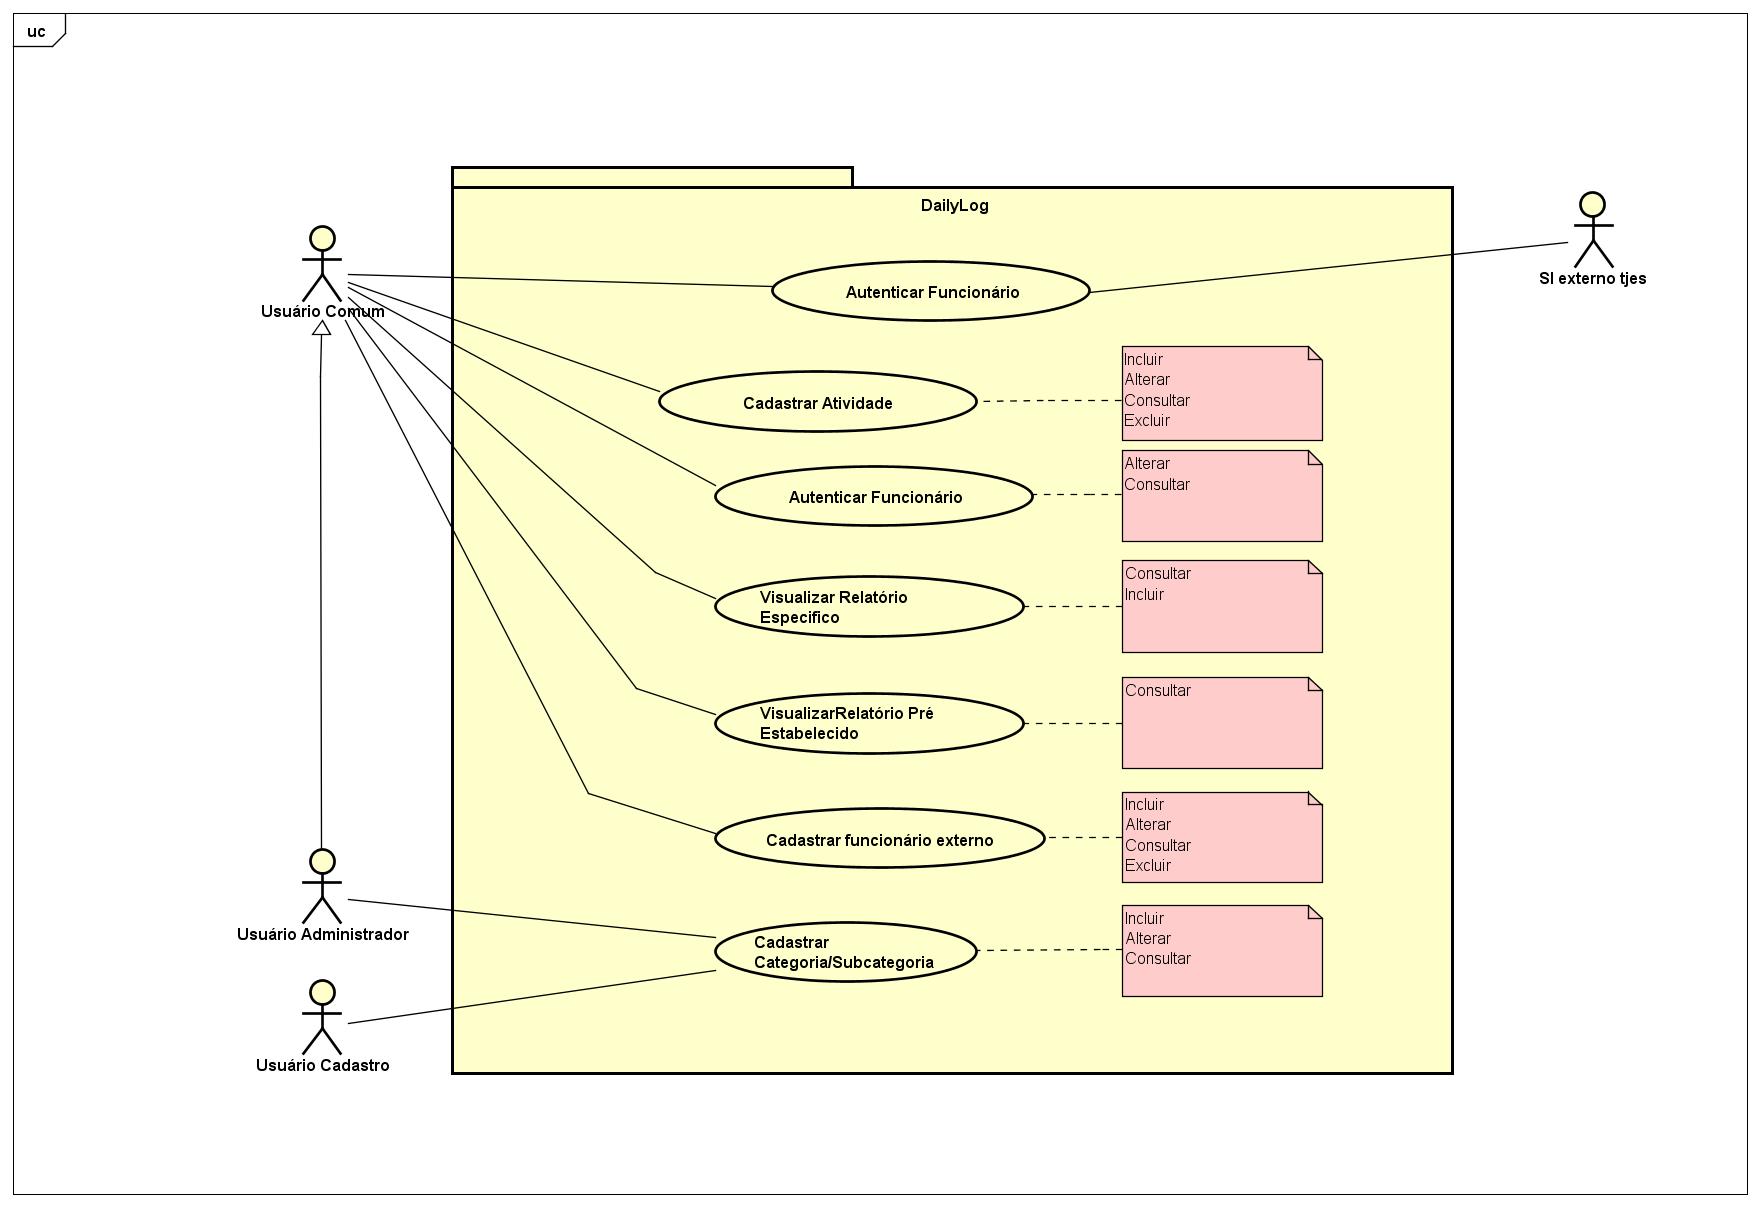 uc
DailyLog
Usuário Comum
SI externo tjes
Autenticar Funcionário
Cadastrar Atividade
Incluir
Alterar
Consultar
Excluir
Autenticar Funcionário
Alterar
Consultar
Visualizar Relatório
Especifico
Consultar
Incluir
VisualizarRelatório Pré
Estabelecido
Consultar
Cadastrar funcionário externo
Incluir
Alterar
Consultar
Excluir
Usuário Administrador
Cadastrar
Categoria/Subcategoria
Incluir
Alterar
Consultar
Usuário Cadastro